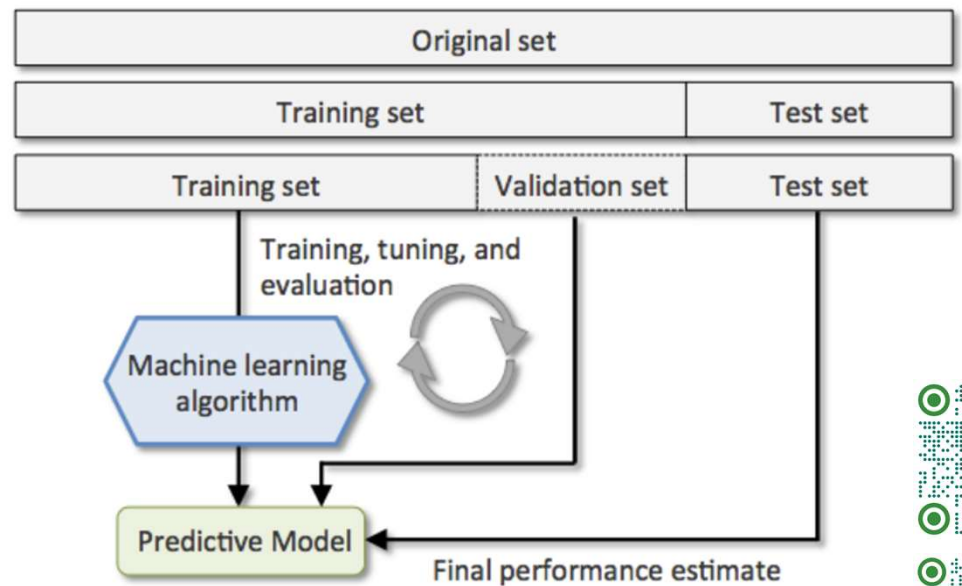 Original set
Training set Test set
Training set Validation set Test set
Training, tuning, and
evaluation
Machine learning
algorithm
Predictive Model
Final performance estimate